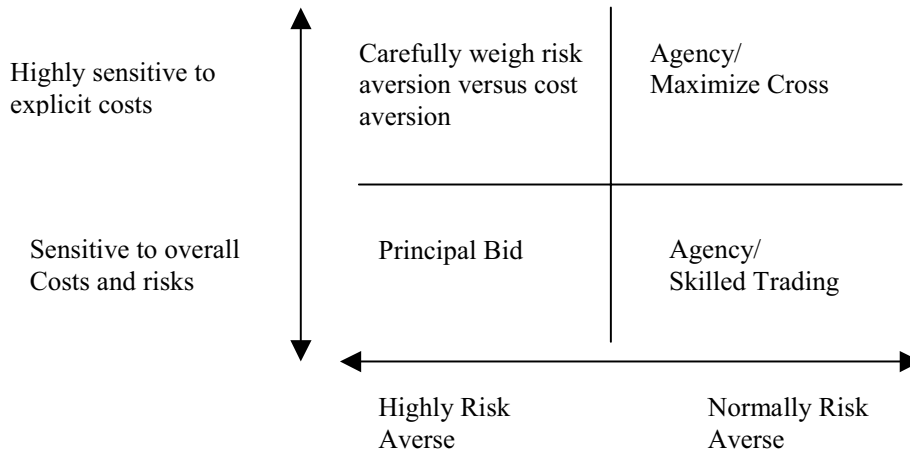 Highly sensitive to
explicit costs
Carefully weigh risk
aversion versus cost
aversion
Agency/
Maximize Cross
Sensitive to overall
Costs and risks
Principal Bid
Agency/
Skilled Trading
Highly Risk
Averse
Normally Risk
Averse